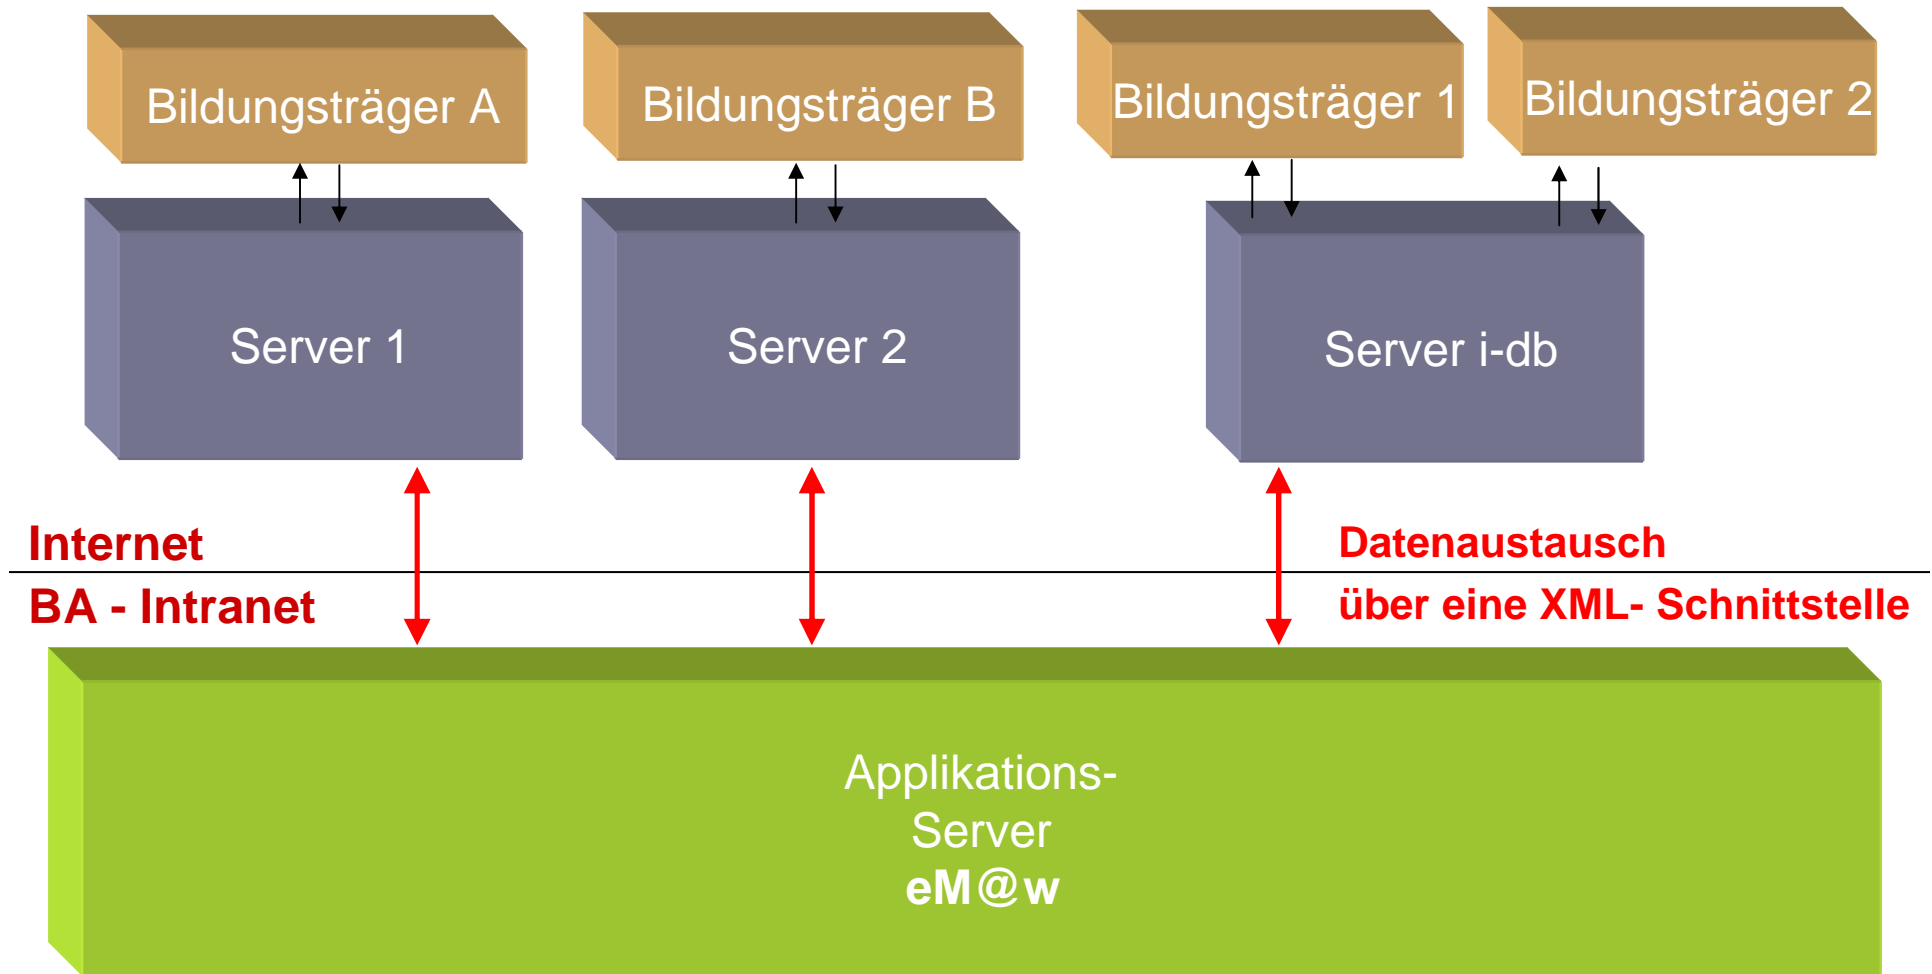 Bildungsträger A
Bildungsträger B
Bildungsträger 1
Bildungsträger 2
Server 1
Server 2
Server i-db
Internet
Datenaustausch
BA - Intranet
über eine XML- Schnittstelle
Applikations-
Server
eM@w